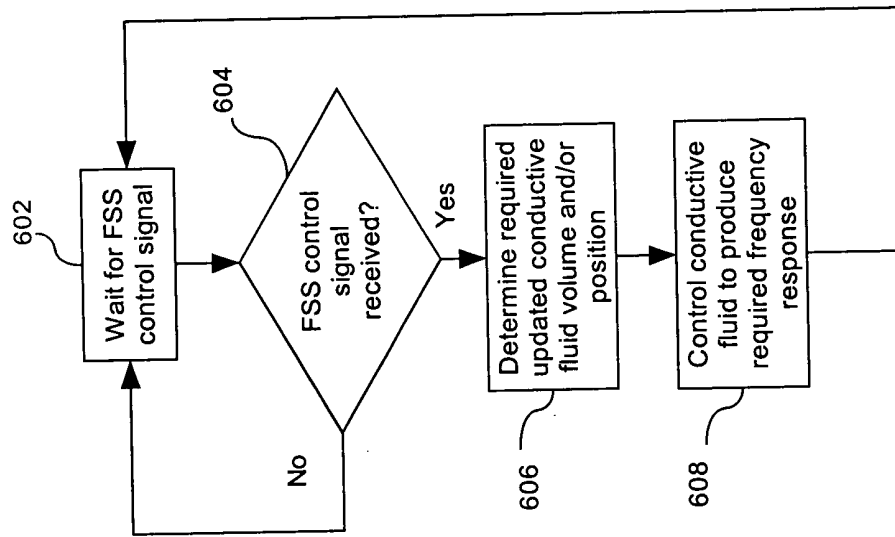 602
Wait for FSS
control signal
604
FSS control
signal
received?
No
Yes
606
Determine required
updated conductive
fluid volume and/or
position
608
Control conductive
fluid to produce
required frequency
response